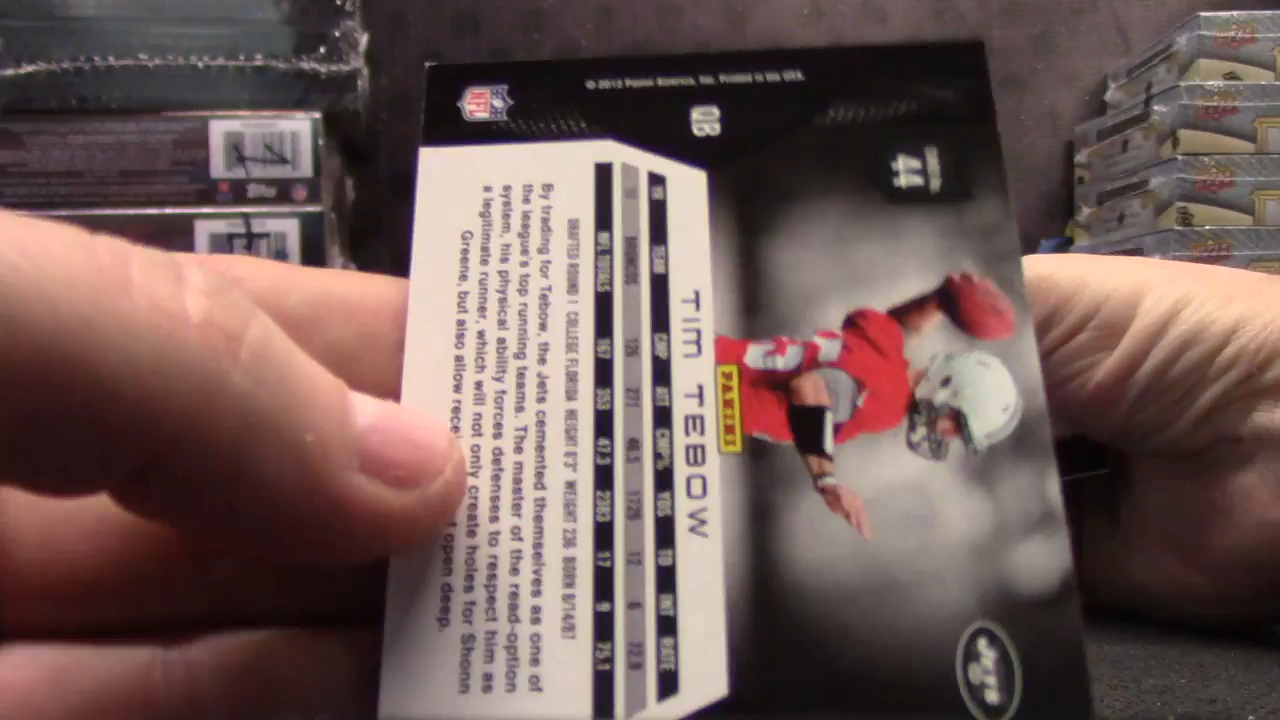 44
QB
© 2012 Panini America, Inc. Printed in the USA.
NFL
JETS
PANINI
TIM TEBOW
YR TEAM CMP ATT CMP% YDS TD INT RATE
BRONCOS 126 271 46.5 1729 12 6 72.9
NFL TOTALS 167 353 47.3 2383 17 9 75.1
DRAFTED ROUND 1 COLLEGE FLORIDA HEIGHT 6'3" WEIGHT 236 BORN 8/14/87
By trading for Tebow, the Jets cemented themselves as one of
the league's top running teams. The master of the read-option
system, his physical ability forces defenses to respect him as
a legitimate runner, which will not only create holes for Shonn
Greene, but also allow open deep.
topps